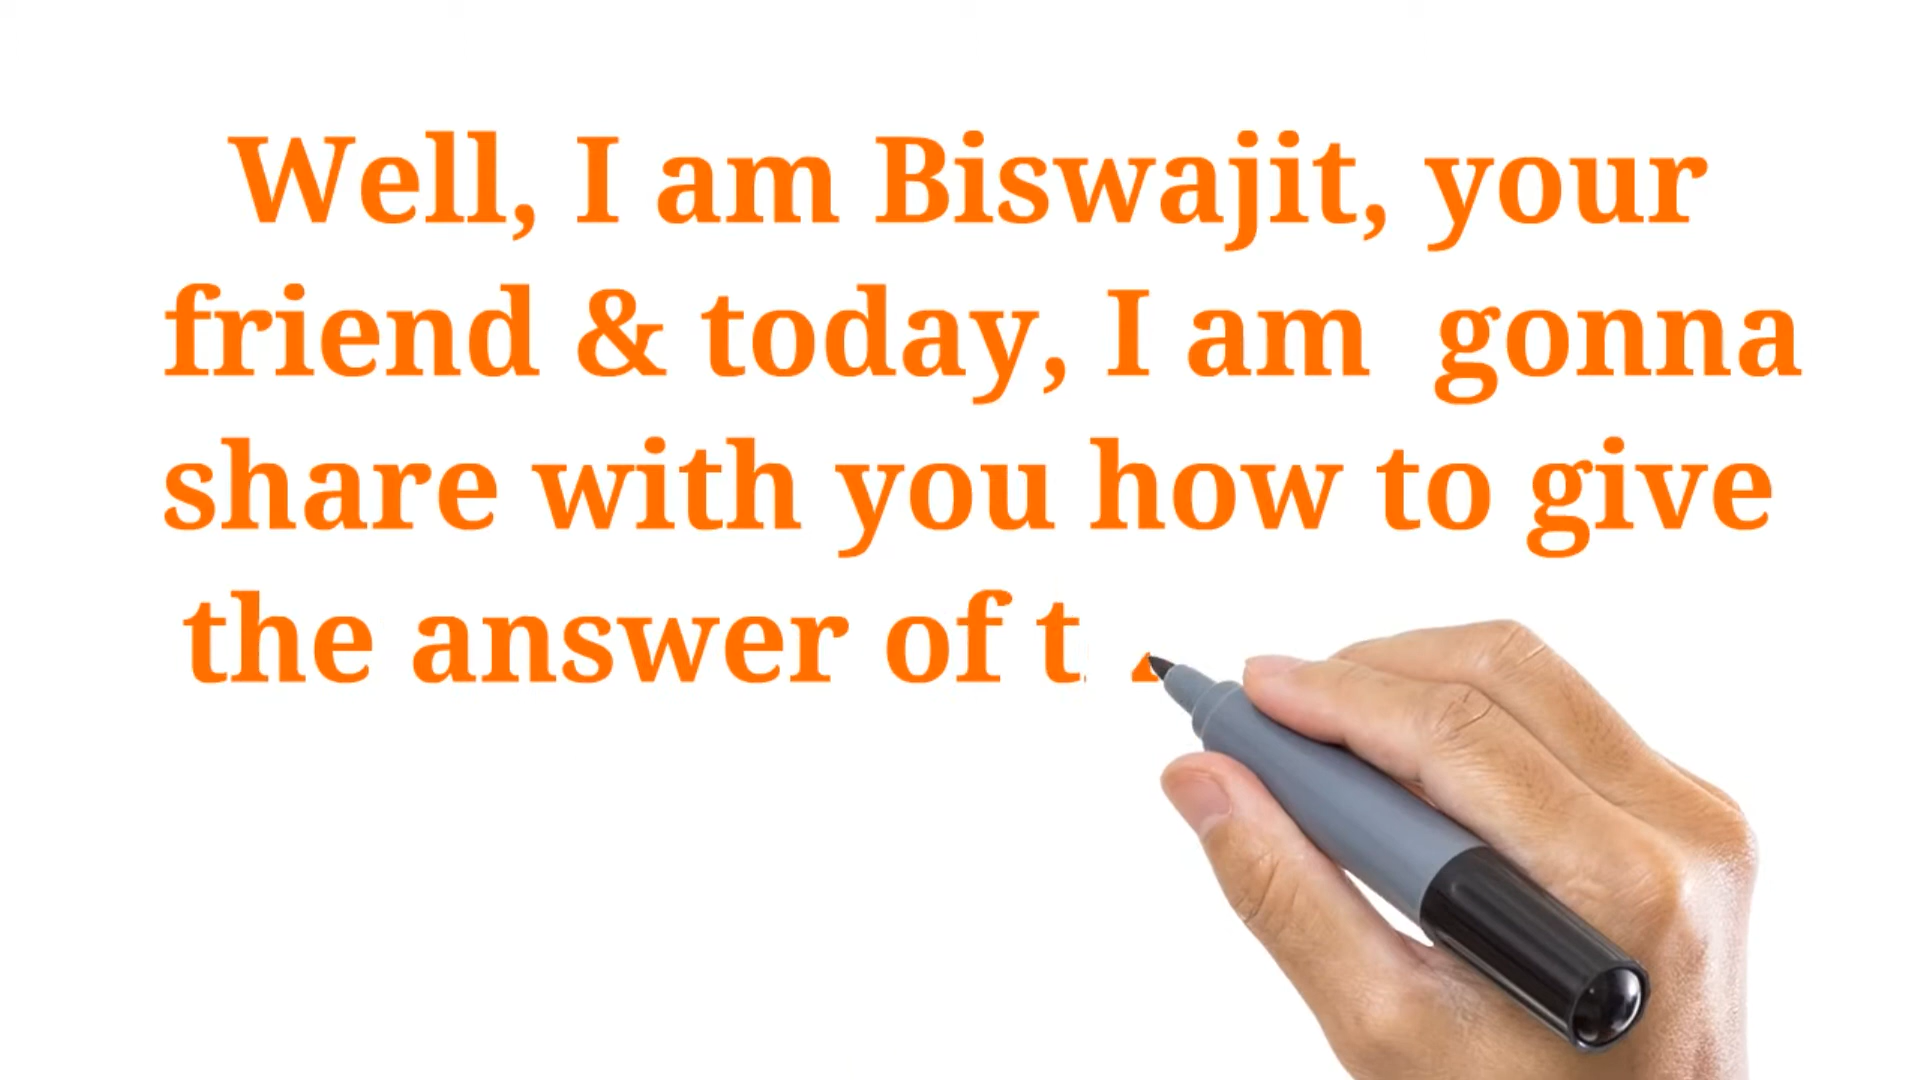 Well, I am Biswajit, your
friend & today, I am gonna
share with you how to give
the answer of